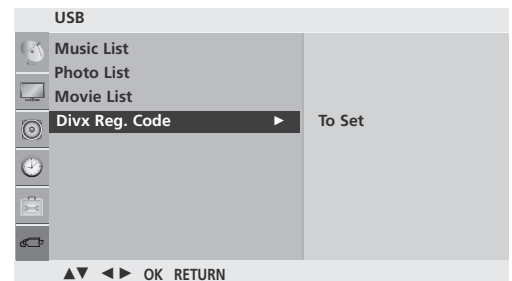 USB
Music List
Photo List
Movie List
Divx Reg. Code ► To Set
▲▼ ◄► OK RETURN